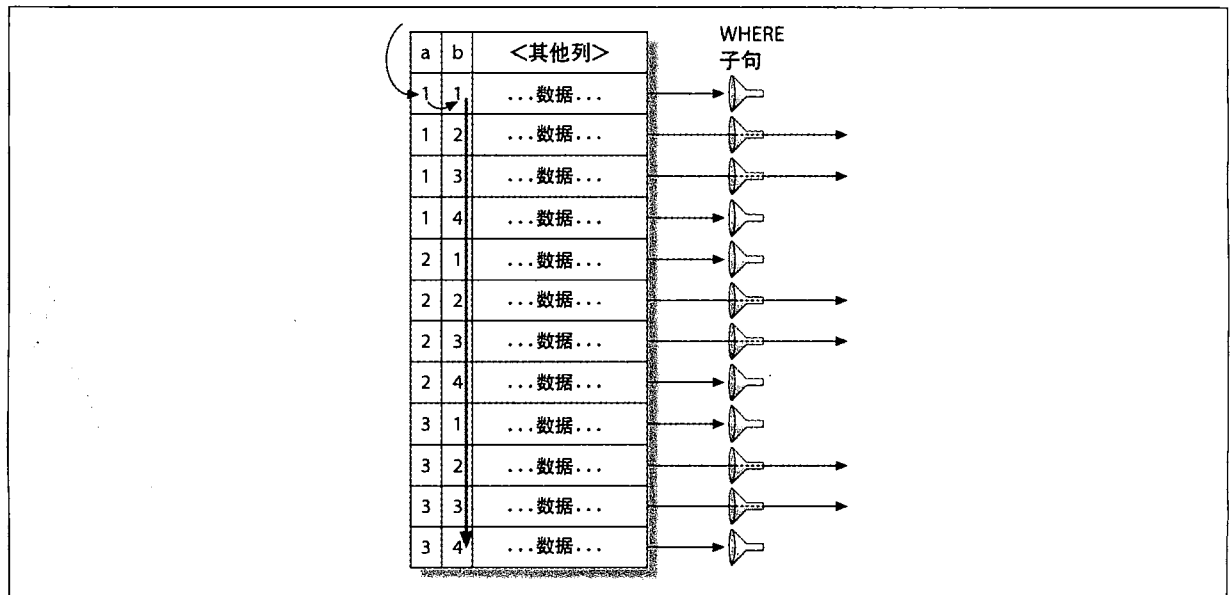 WHERE
子句
a b <其他列>
1 1 ...数据...
1 2 ...数据...
1 3 ...数据...
1 4 ...数据...
2 1 ...数据...
2 2 ...数据...
2 3 ...数据...
2 4 ...数据...
3 1 ...数据...
3 2 ...数据...
3 3 ...数据...
3 4 ...数据...